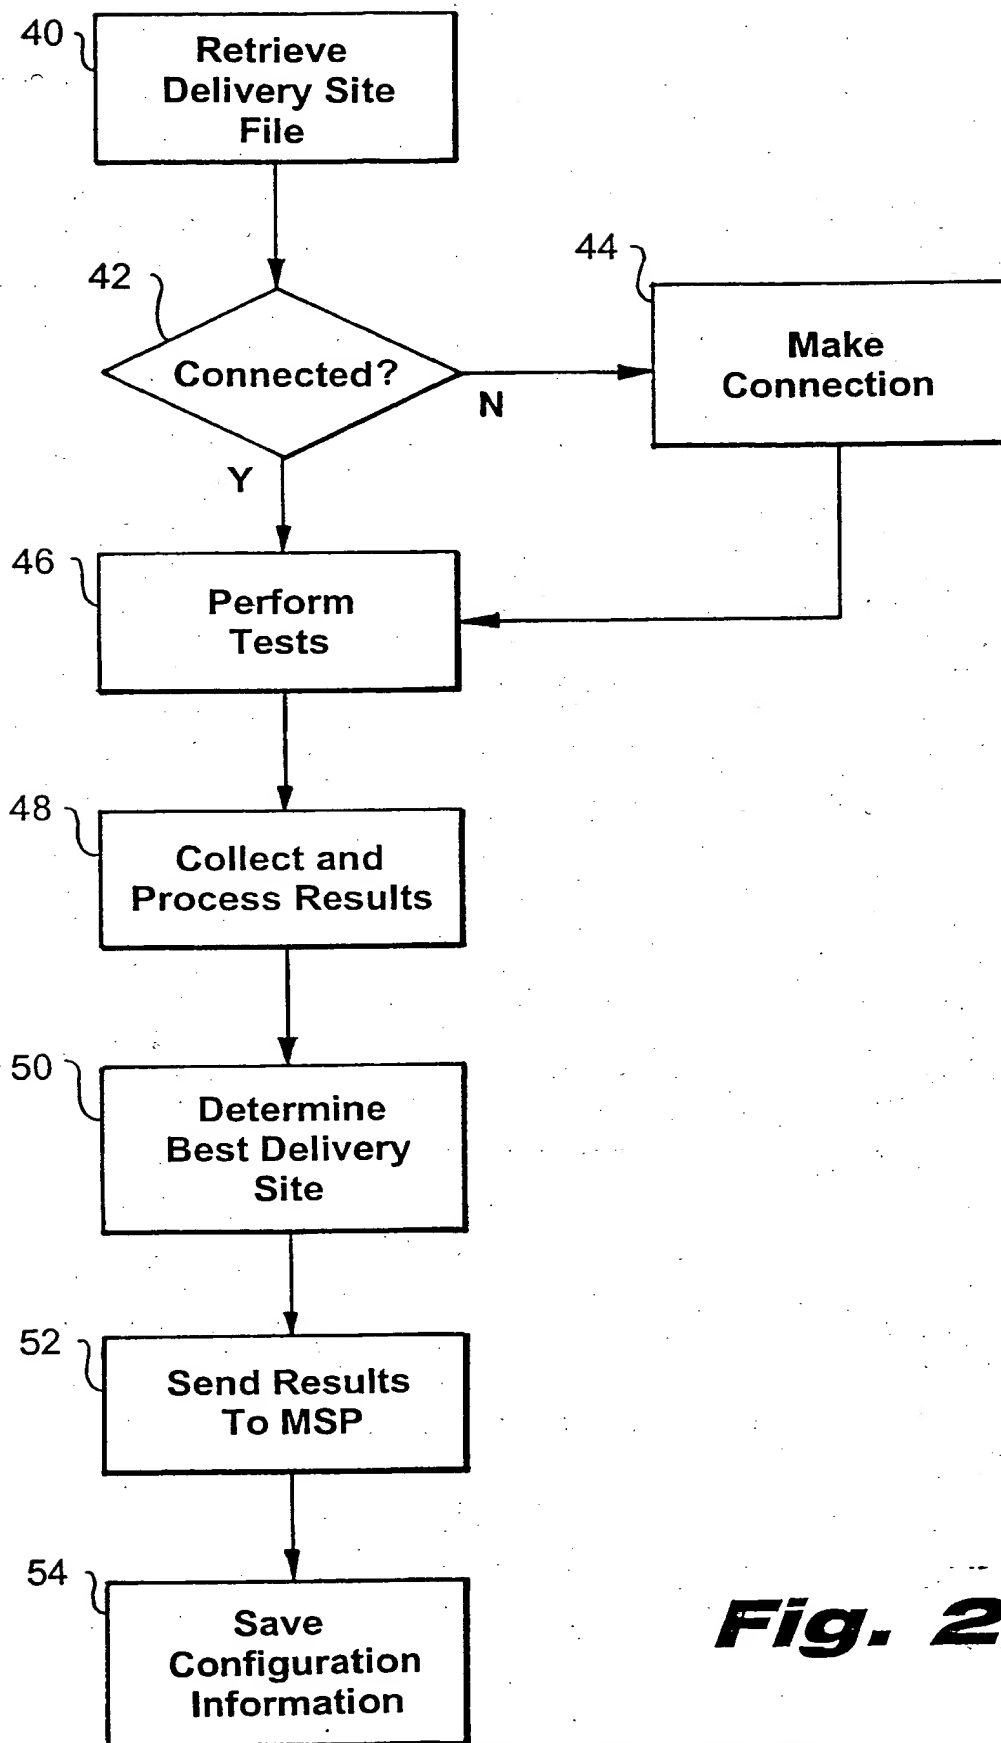 40
Retrieve
Delivery Site
File
42
Connected?
N
Y
44
Make
Connection
46
Perform
Tests
48
Collect and
Process Results
50
Determine
Best Delivery
Site
52
Send Results
To MSP
54
Save
Configuration
Information
Fig. 2